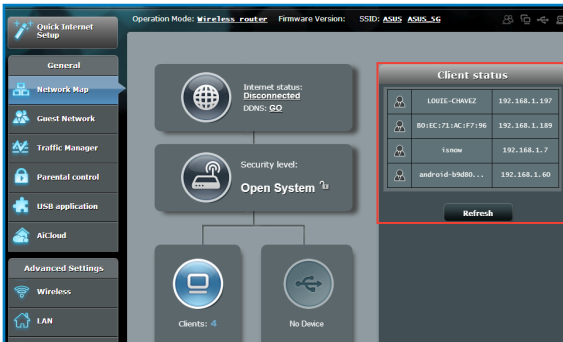 Quick Internet
Setup
Operation Mode: Wireless router Firmware Version: SSID: ASUS ASUS_5G
General
Network Map
Guest Network
Traffic Manager
Parental control
USB application
AiCloud
Advanced Settings
Wireless
LAN
Internet status:
Disconnected
DDNS: GO
Security level:
Open System
Clients: 4
No Device
Client status
LOUIE-CHAVEZ 192.168.1.197
B0:EC:71:AC:F7:96 192.168.1.189
isnow 192.168.1.7
android-b9d80... 192.168.1.60
Refresh